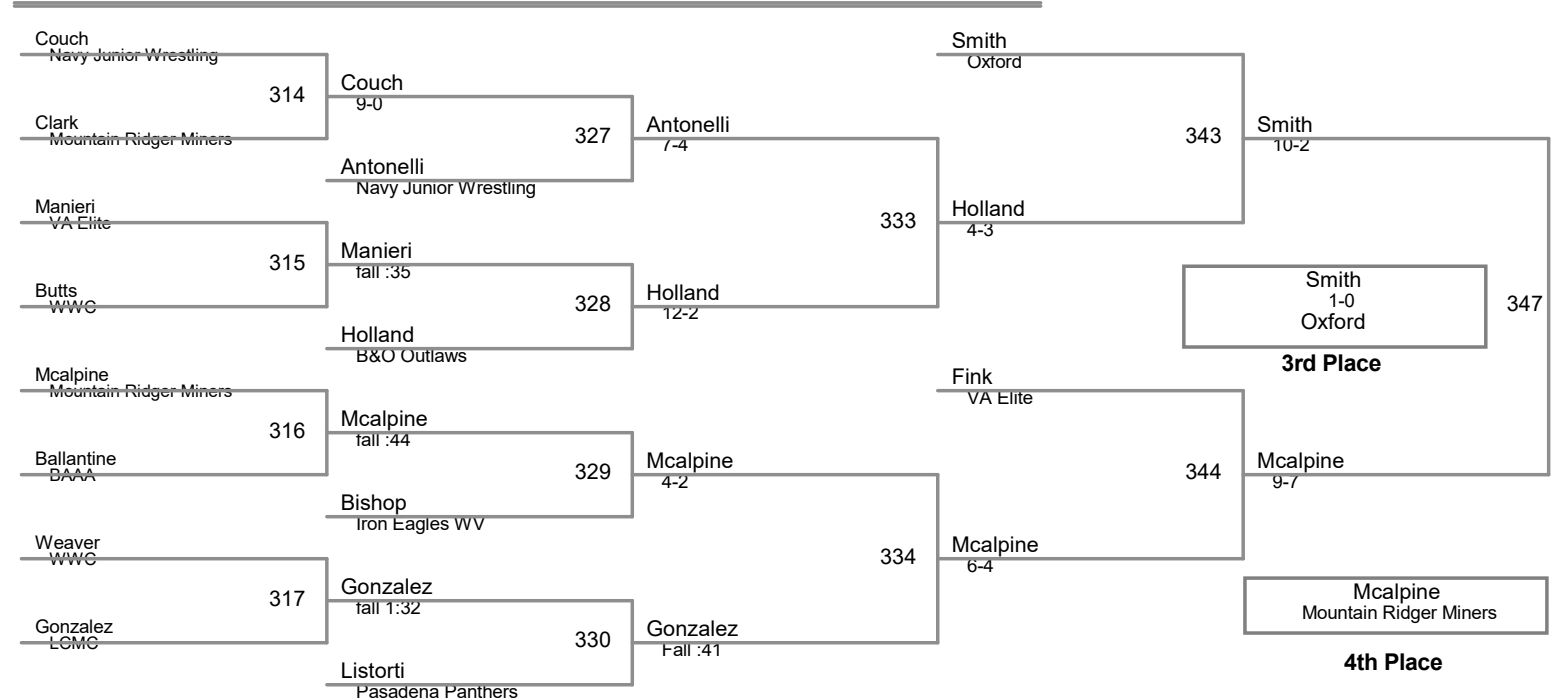 Couch
Navy Junior Wrestling
314
Clark
Mountain Ridger Miners
Couch
9-0
327
Antonelli
Navy Junior Wrestling
Antonelli
7-4
Manieri
VA Elite
315
Butts
WWC
Manieri
fall :35
328
Holland
B&O Outlaws
Holland
12-2
333
Holland
4-3
Smith
Oxford
343
Smith
10-2
Mcalpine
Mountain Ridger Miners
316
Ballantine
BAAA
Mcalpine
fall :44
329
Bishop
Iron Eagles WV
Mcalpine
4-2
Weaver
WWC
317
Gonzalez
LCMC
Gonzalez
fall 1:32
330
Listorti
Pasadena Panthers
Gonzalez
Fall :41
334
Mcalpine
6-4
Fink
VA Elite
344
Mcalpine
9-7
347
Smith
1-0
Oxford
3rd Place
Mcalpine
Mountain Ridger Miners
4th Place